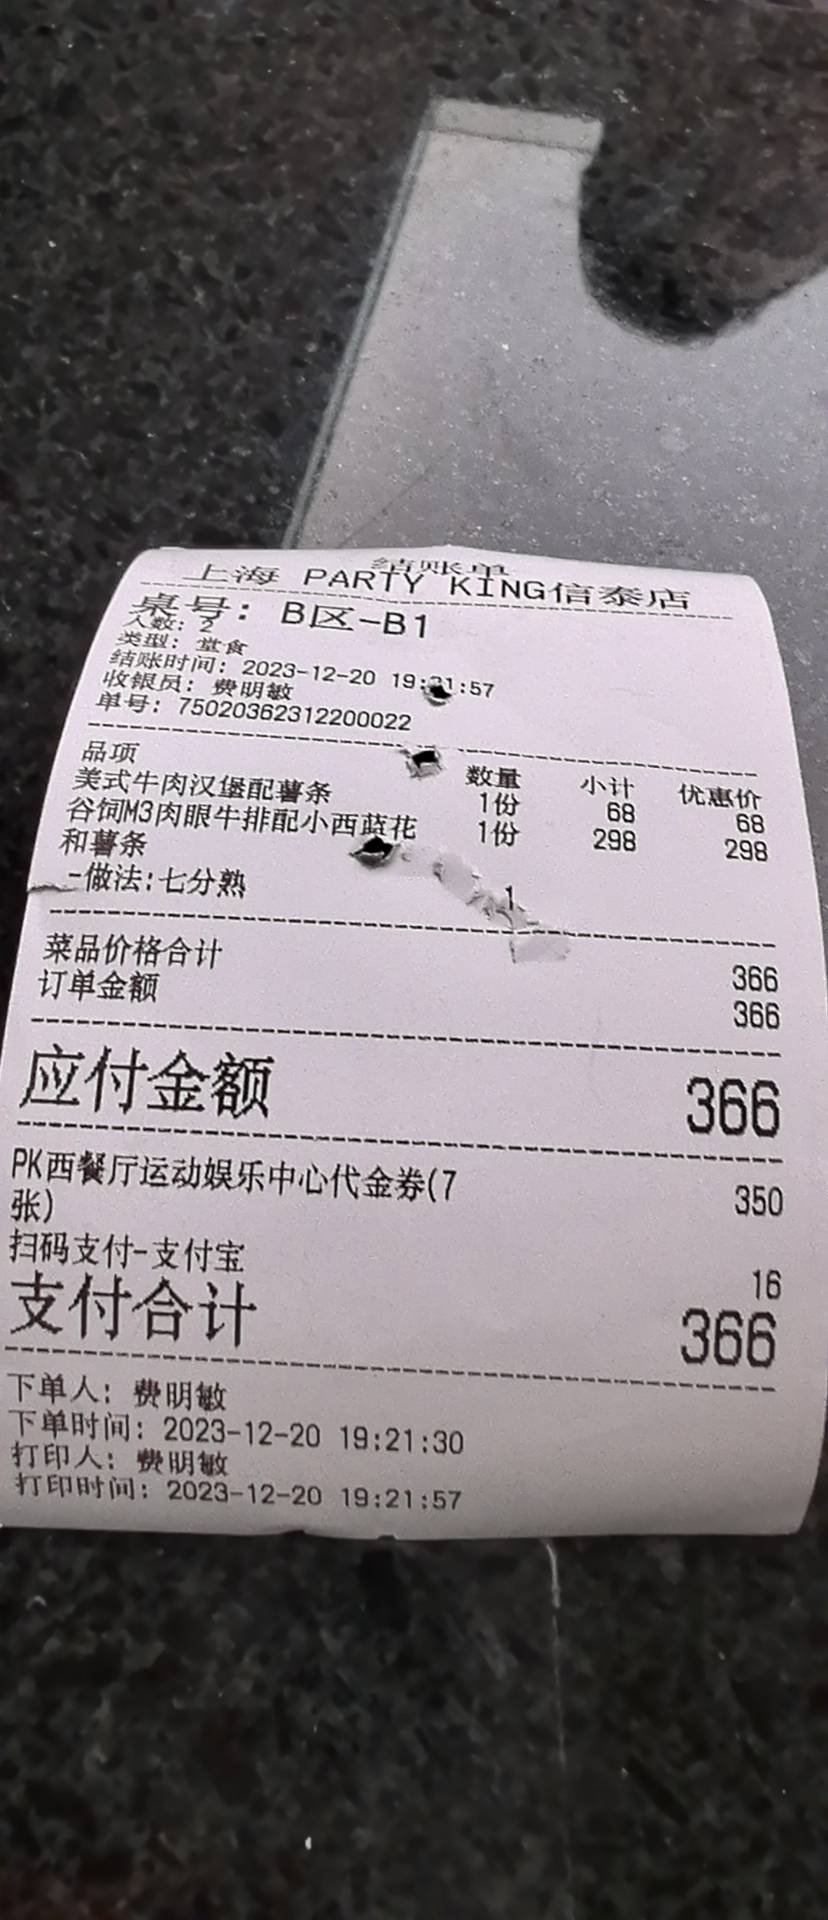 结账单
上海 PARTY KING信泰店
桌号: B区-B1
人数: 2
类型: 堂食
结账时间: 2023-12-20 19:21:57
收银员: 费明敏
单号: 75020362312200022
品项 数量 小计 优惠价
美式牛肉汉堡配薯条 1份 68 68
谷饲M3肉眼牛排配小西蓝花 1份 298 298
和薯条
-做法:七分熟 1
菜品价格合计 366
订单金额 366
应付金额 366
PK西餐厅运动娱乐中心代金券(7 350
张)
扫码支付-支付宝 16
支付合计 366
下单人: 费明敏
下单时间: 2023-12-20 19:21:30
打印人: 费明敏
打印时间: 2023-12-20 19:21:57